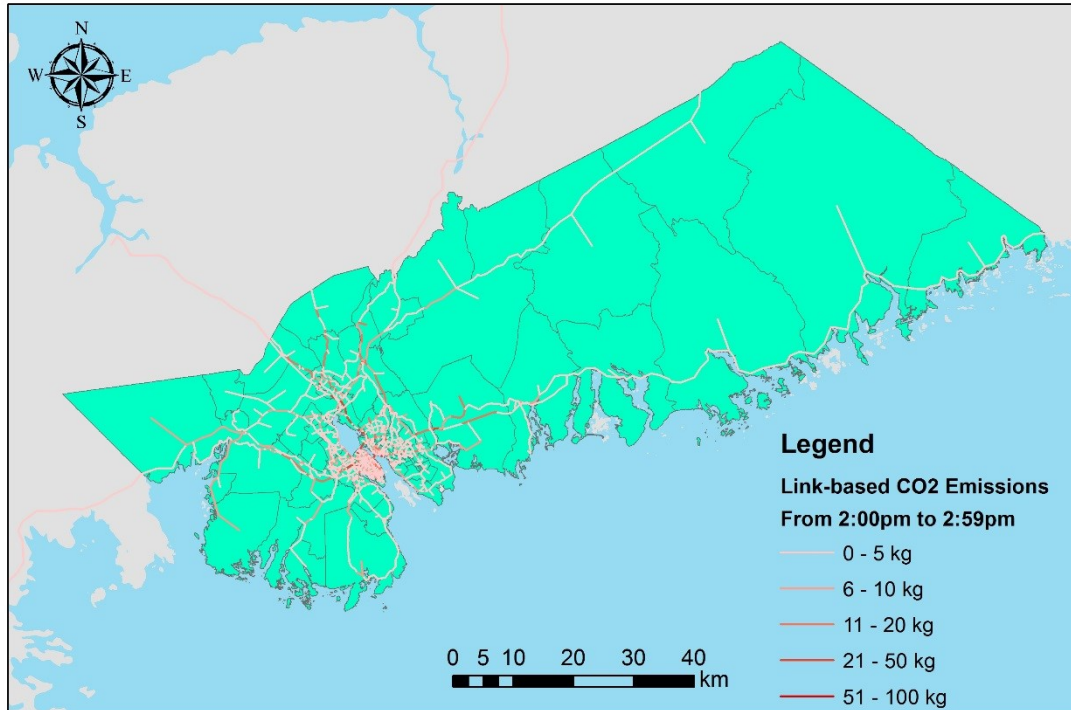 N
W E
S
Legend
Link-based CO2 Emissions
From 2:00pm to 2:59pm
0 - 5 kg
6 - 10 kg
11 - 20 kg
21 - 50 kg
51 - 100 kg
0 5 10 20 30 40
km